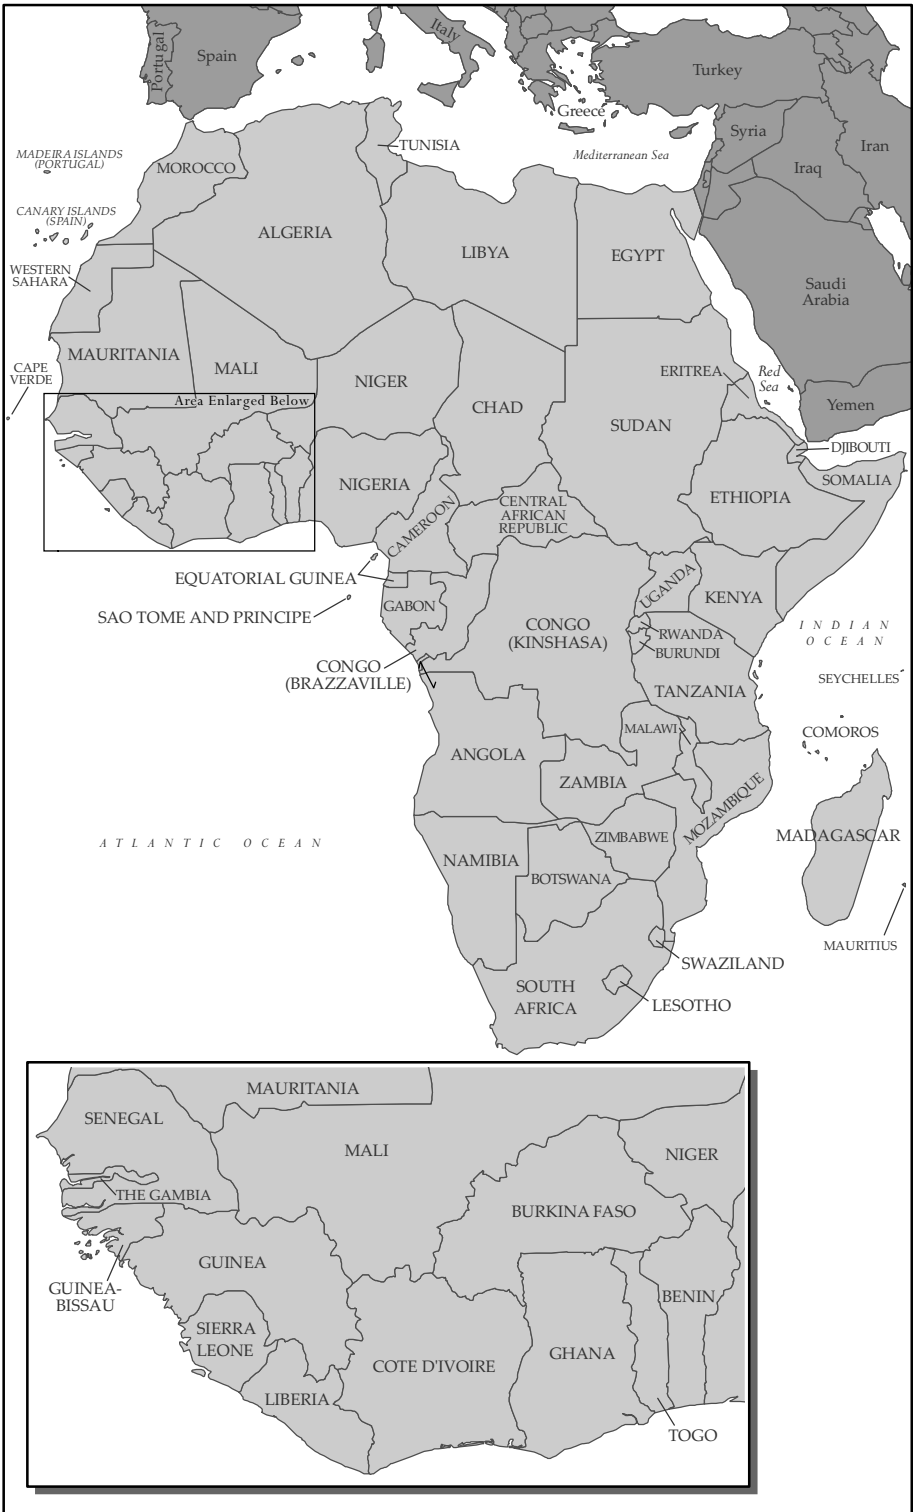 Portugal
Spain
Italy
Greece
Turkey
Syria
Iraq
Iran
Saudi
Arabia
Yemen
Mediterranean Sea
Red
Sea
MADEIRA ISLANDS
(PORTUGAL)
CANARY ISLANDS
(SPAIN)
MOROCCO
TUNISIA
ALGERIA
LIBYA
EGYPT
WESTERN
SAHARA
CAPE
VERDE
MAURITANIA
MALI
NIGER
CHAD
SUDAN
ERITREA
Area Enlarged Below
DJIBOUTI
SOMALIA
ETHIOPIA
NIGERIA
CAMEROON
CENTRAL
AFRICAN
REPUBLIC
EQUATORIAL GUINEA
SAO TOME AND PRINCIPE
GABON
CONGO
(BRAZZAVILLE)
CONGO
(KINSHASA)
UGANDA
KENYA
RWANDA
BURUNDI
TANZANIA
INDIAN
OCEAN
SEYCHELLES
COMOROS
ANGOLA
ZAMBIA
MALAWI
MOZAMBIQUE
ZIMBABWE
MADAGASCAR
MAURITIUS
ATLANTIC OCEAN
NAMIBIA
BOTSWANA
SWAZILAND
LESOTHO
SOUTH
AFRICA
MAURITANIA
SENEGAL
MALI
NIGER
THE GAMBIA
BURKINA FASO
GUINEA
GUINEA-
BISSAU
SIERRA
LEONE
LIBERIA
COTE D'IVOIRE
GHANA
BENIN
TOGO